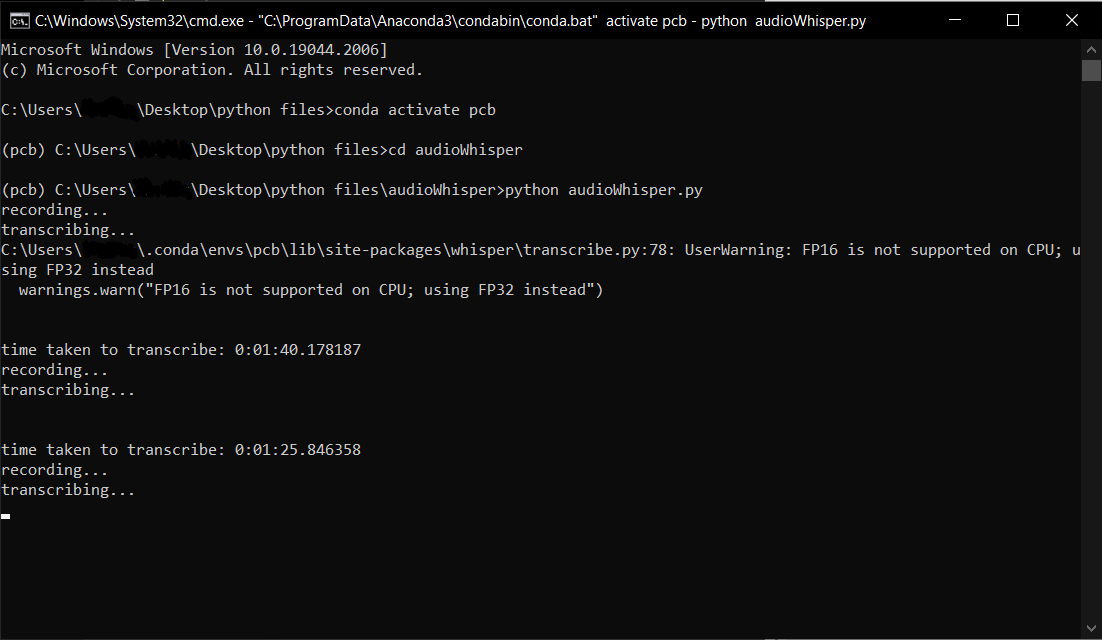 C:\Windows\System32\cmd.exe - "C:\ProgramData\Anaconda3\condabin\conda.bat"  activate pcb - python  audioWhisper.py
Microsoft Windows [Version 10.0.19044.2006]
(c) Microsoft Corporation. All rights reserved.
C:\Users\ \Desktop\python files>conda activate pcb
(pcb) C:\Users\ \Desktop\python files>cd audioWhisper
(pcb) C:\Users\ \Desktop\python files\audioWhisper>python audioWhisper.py
recording...
transcribing...
C:\Users\ \.conda\envs\pcb\lib\site-packages\whisper\transcribe.py:78: UserWarning: FP16 is not supported on CPU; u
sing FP32 instead
  warnings.warn("FP16 is not supported on CPU; using FP32 instead")
time taken to transcribe: 0:01:40.178187
recording...
transcribing...
time taken to transcribe: 0:01:25.846358
recording...
transcribing...